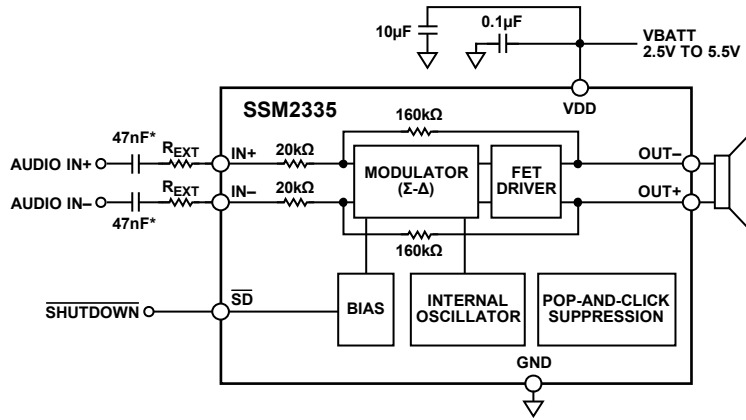 10µF
0.1µF
VBATT
2.5V TO 5.5V
VDD
SSM2335
160kΩ
47nF*
R_EXT
IN+
20kΩ
AUDIO IN+
OUT–
MODULATOR
(Σ-Δ)
FET
DRIVER
R_EXT
IN–
20kΩ
AUDIO IN–
OUT+
47nF*
160kΩ
SHUTDOWN
SD
BIAS
INTERNAL
OSCILLATOR
POP-AND-CLICK
SUPPRESSION
GND